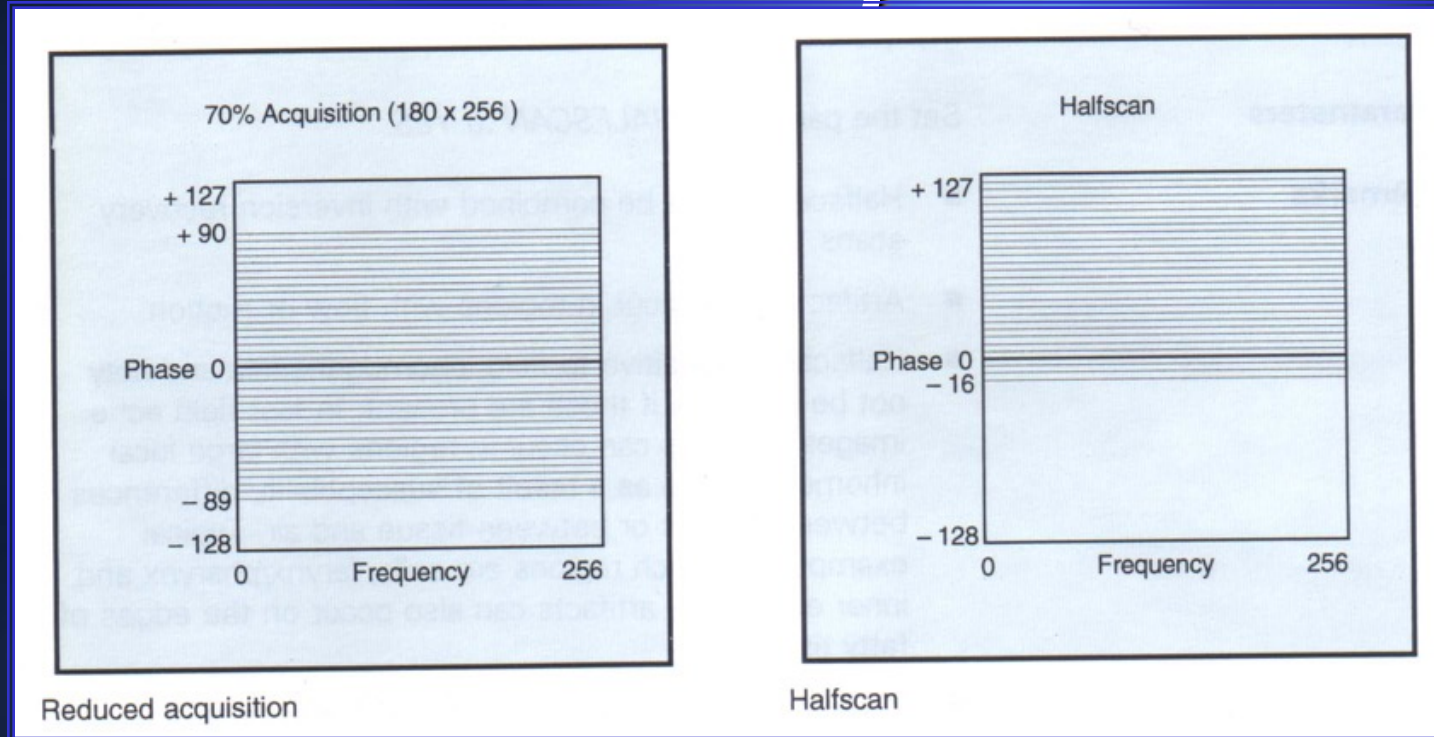 70% Acquisition (180 x 256 )
+ 127
+ 90
Phase 0
– 89
– 128
0 Frequency 256
Reduced acquisition
Halfscan
+ 127
Phase 0
– 16
– 128
0 Frequency 256
Halfscan